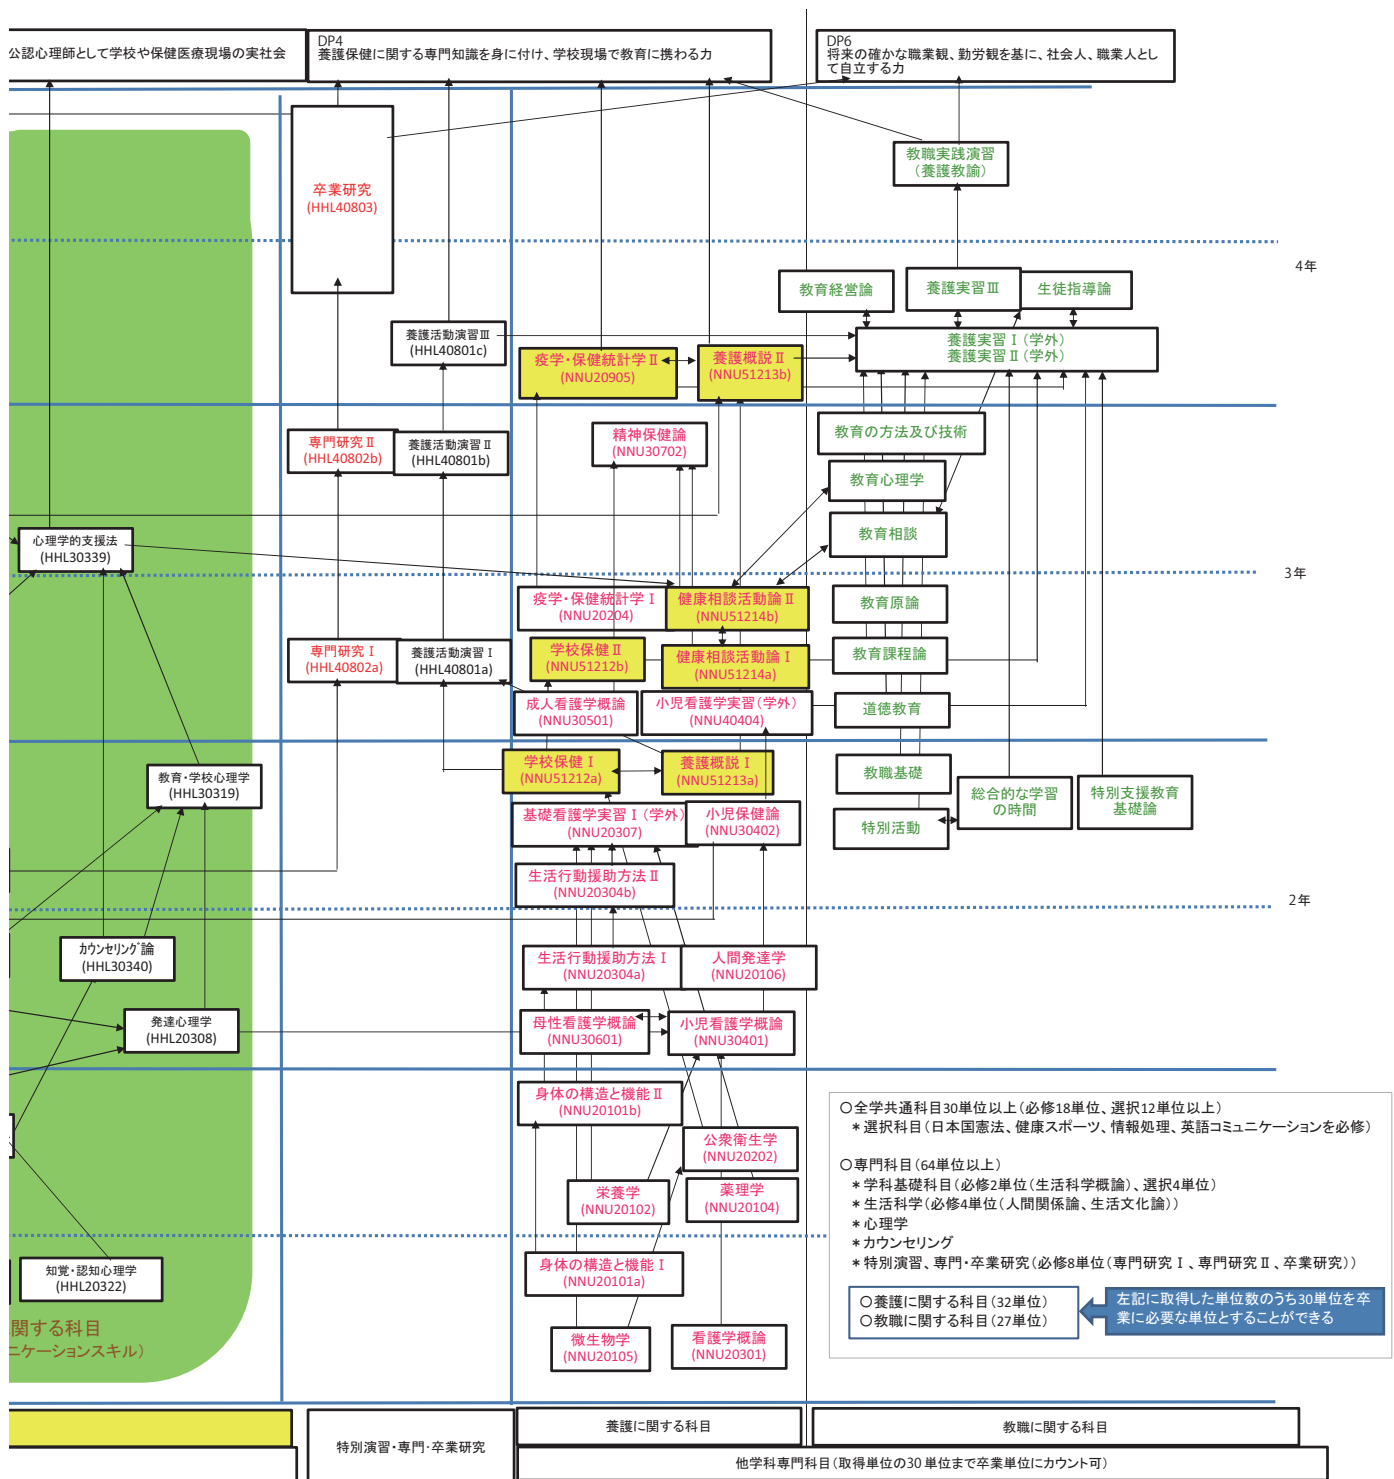 公認心理師として学校や保健医療現場の実社会
DP4
養護保健に関する専門知識を身に付け、学校現場で教育に携わる力
DP6
将来の確かな職業観、勤労観を基に、社会人、職業人とし
て自立する力
教職実践演習
(養護教諭)
卒業研究
(HHL40803)
4年
教育経営論
養護実習Ⅲ
生徒指導論
養護活動演習Ⅲ
(HHL40801c)
養護実習Ⅰ(学外)
養護実習Ⅱ(学外)
疫学・保健統計学Ⅱ
(NNU20905)
養護概説Ⅱ
(NNU51213b)
専門研究Ⅱ
(HHL40802b)
養護活動演習Ⅱ
(HHL40801b)
精神保健論
(NNU30702)
教育の方法及び技術
教育心理学
心理学的支援法
(HHL30339)
教育相談
3年
疫学・保健統計学Ⅰ
(NNU20204)
健康相談活動論Ⅱ
(NNU51214b)
教育原論
専門研究Ⅰ
(HHL40802a)
養護活動演習Ⅰ
(HHL40801a)
学校保健Ⅱ
(NNU51212b)
健康相談活動論Ⅰ
(NNU51214a)
教育課程論
成人看護学概論
(NNU30501)
小児看護学実習(学外)
(NNU40404)
道徳教育
教育・学校心理学
(HHL30319)
学校保健Ⅰ
(NNU51212a)
養護概説Ⅰ
(NNU51213a)
教職基礎
総合的な学習
の時間
特別支援教育
基礎論
基礎看護学実習Ⅰ(学外)
(NNU20307)
小児保健論
(NNU30402)
特別活動
生活行動援助方法Ⅱ
(NNU20304b)
2年
カウンセリング論
(HHL30340)
生活行動援助方法Ⅰ
(NNU20304a)
人間発達学
(NNU20106)
発達心理学
(HHL20308)
母性看護学概論
(NNU30601)
小児看護学概論
(NNU30401)
身体の構造と機能Ⅱ
(NNU20101b)
公衆衛生学
(NNU20202)
栄養学
(NNU20102)
薬理学
(NNU20104)
知覚・認知心理学
(HHL20322)
身体の構造と機能Ⅰ
(NNU20101a)
微生物学
(NNU20105)
看護学概論
(NNU20301)
関する科目
ニケーションスキル)
○全学共通科目30単位以上(必修18単位、選択12単位以上)
*選択科目(日本国憲法、健康スポーツ、情報処理、英語コミュニケーションを必修)
○専門科目(64単位以上)
*学科基礎科目(必修2単位(生活科学概論)、選択4単位)
*生活科学(必修4単位(人間関係論、生活文化論))
*心理学
*カウンセリング
*特別演習、専門・卒業研究(必修8単位(専門研究Ⅰ、専門研究Ⅱ、卒業研究))
○養護に関する科目(32単位)
○教職に関する科目(27単位)
左記に取得した単位数のうち30単位を卒
業に必要な単位とすることができる
特別演習・専門・卒業研究
養護に関する科目
教職に関する科目
他学科専門科目(取得単位の30単位まで卒業単位にカウント可)